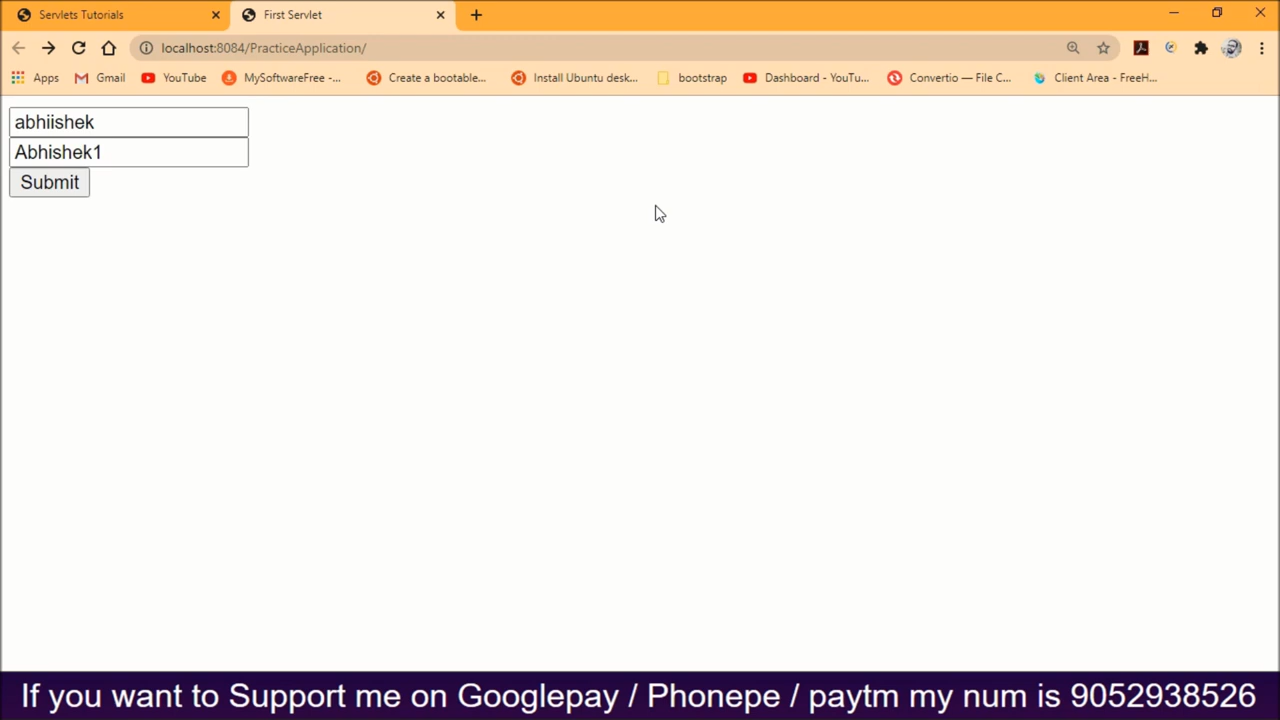 Servlets Tutorials
First Servlet
localhost:8084/PracticeApplication/
Apps
Gmail
YouTube
MySoftwareFree -...
Create a bootable...
Install Ubuntu desk...
bootstrap
Dashboard - YouTu...
Convertio — File C...
Client Area - FreeH...
abhiishek
Abhishek1
Submit
If you want to Support me on Googlepay / Phonepe / paytm my num is 9052938526